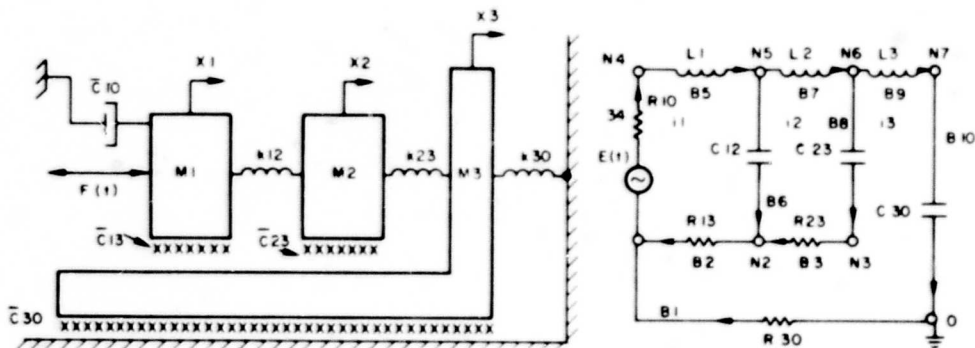 X3
X1
X2
C̄10
M1
k12
M2
k23
M3
k30
F(t)
C̄13
C̄23
C̄30
N4
L1
N5
L2
N6
L3
N7
B5
B7
B9
R10
B4
i1
i2
B8
i3
B10
C12
C23
E(t)
B6
C30
R13
R23
B2
N2
B3
N3
B1
R30
0